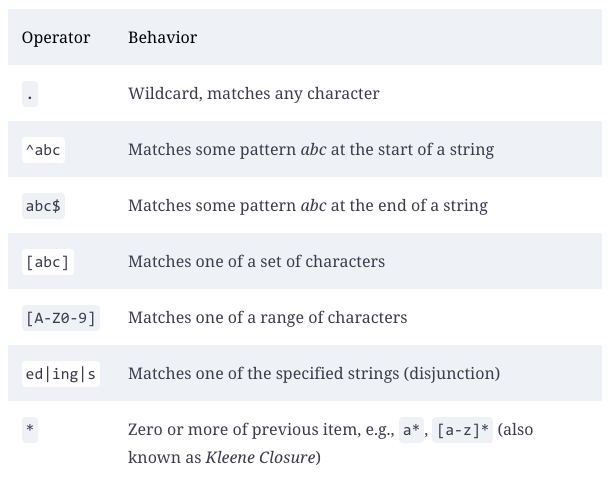 Operator Behavior
. Wildcard, matches any character
^abc Matches some pattern abc at the start of a string
abc$ Matches some pattern abc at the end of a string
[abc] Matches one of a set of characters
[A-Z0-9] Matches one of a range of characters
ed|ing|s Matches one of the specified strings (disjunction)
* Zero or more of previous item, e.g., a*, [a-z]* (also
known as Kleene Closure)